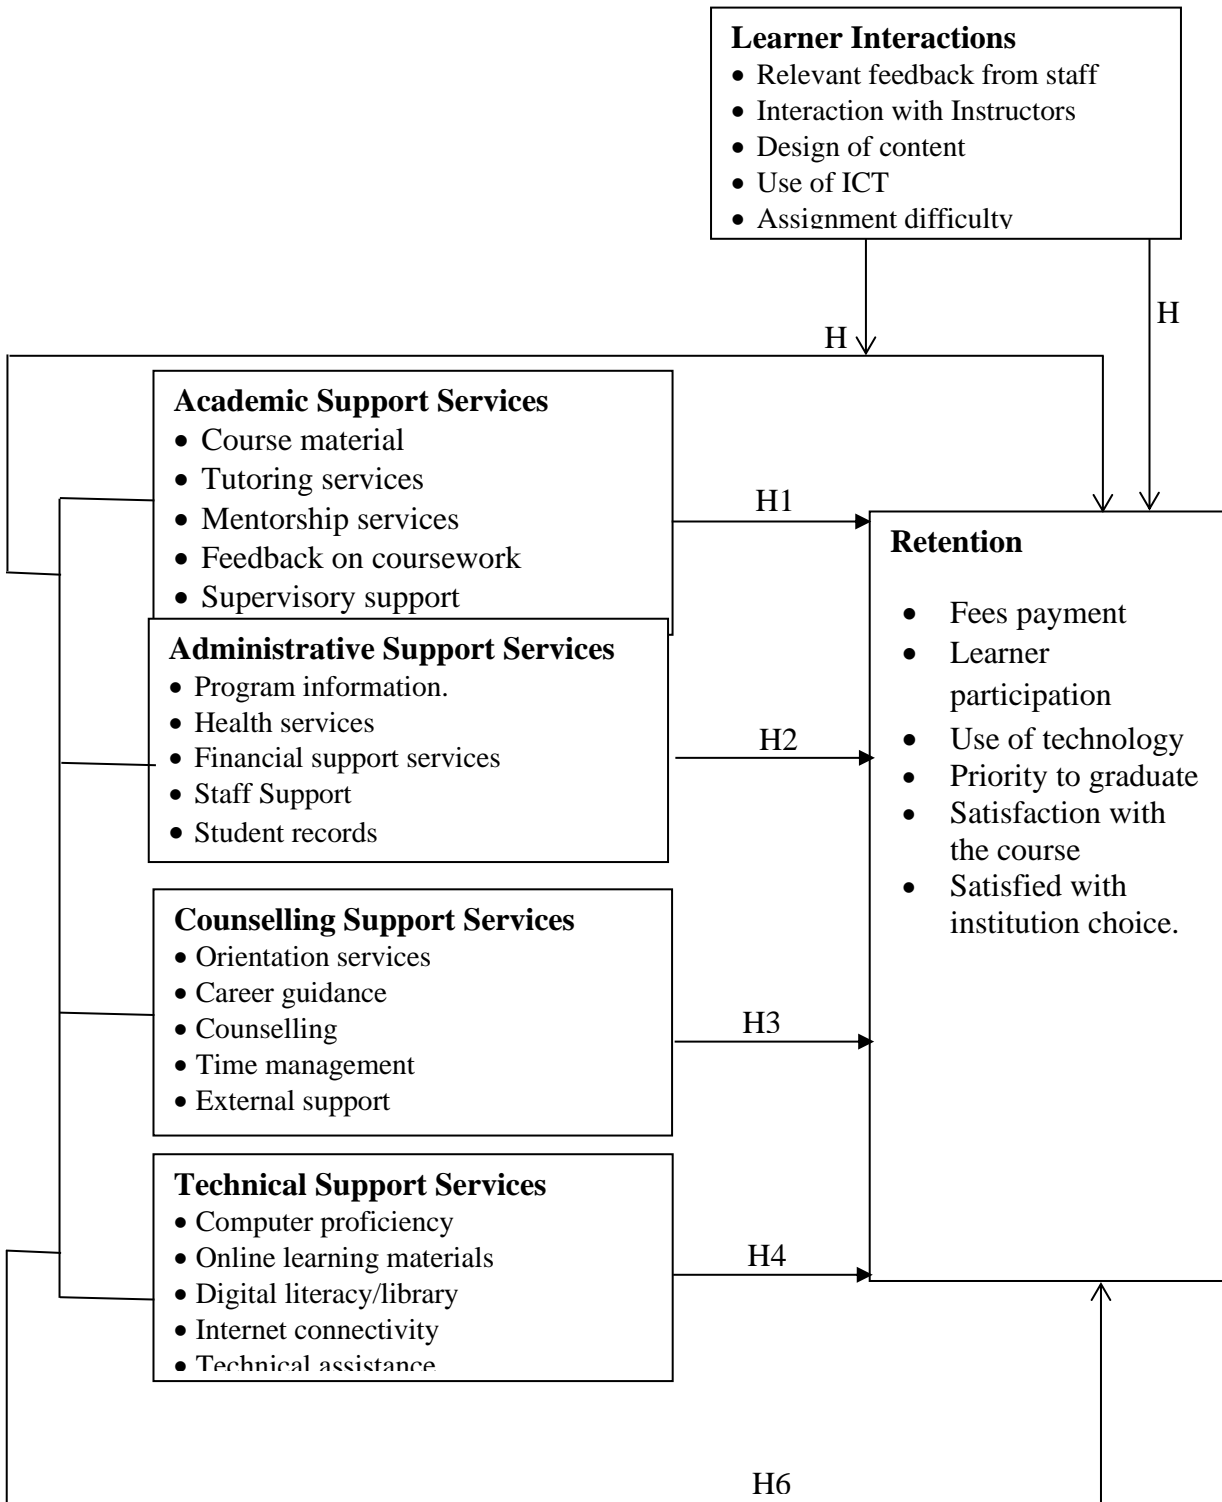 Learner Interactions
• Relevant feedback from staff
• Interaction with Instructors
• Design of content
• Use of ICT
• Assignment difficulty
H
H
Academic Support Services
• Course material
• Tutoring services
• Mentorship services
• Feedback on coursework
• Supervisory support
H1
Administrative Support Services
• Program information.
• Health services
• Financial support services
• Staff Support
• Student records
H2
Counselling Support Services
• Orientation services
• Career guidance
• Counselling
• Time management
• External support
H3
Technical Support Services
• Computer proficiency
• Online learning materials
• Digital literacy/library
• Internet connectivity
• Technical assistance
H4
Retention
• Fees payment
• Learner
participation
• Use of technology
• Priority to graduate
• Satisfaction with
the course
• Satisfied with
institution choice.
H6